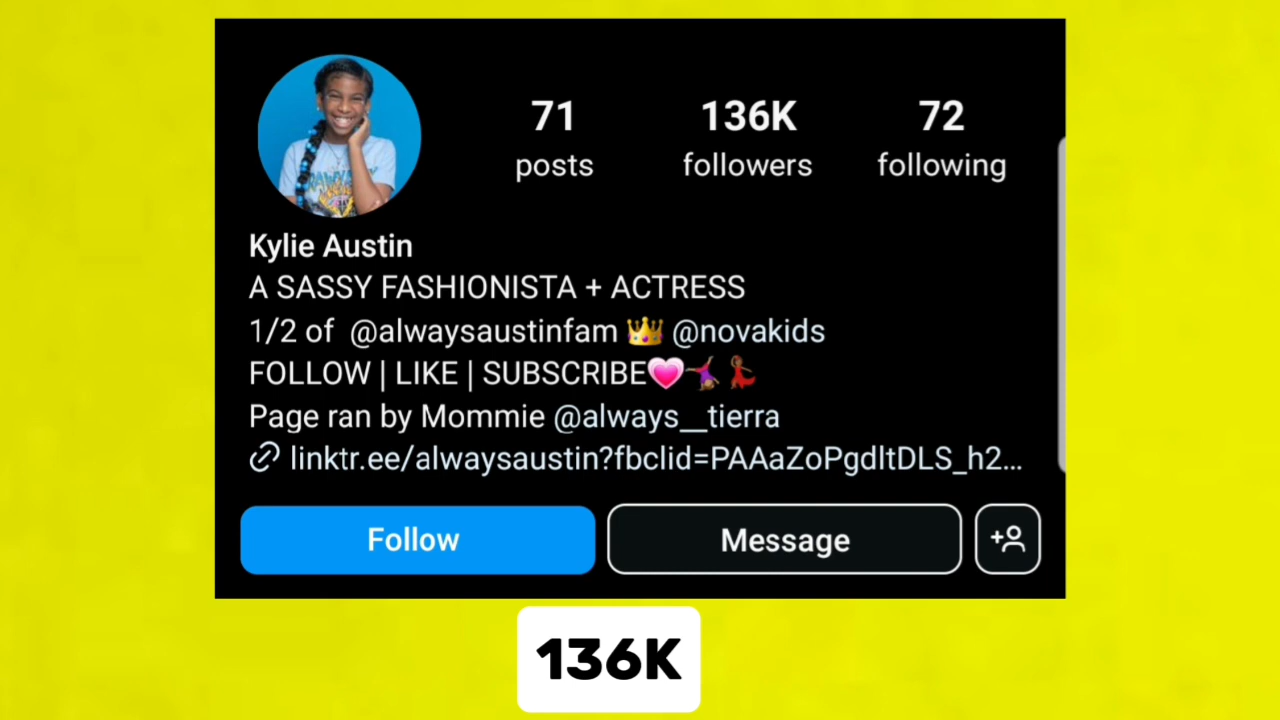 71 136K 72
posts followers following
Kylie Austin
A SASSY FASHIONISTA + ACTRESS
1/2 of @alwaysaustinfam 👑 @novakids
FOLLOW | LIKE | SUBSCRIBE💗🤸🏾‍♀️💃🏾
Page ran by Mommie @always__tierra
linktr.ee/alwaysaustin?fbclid=PAAaZoPgdltDLS_h2...
Follow Message
136K